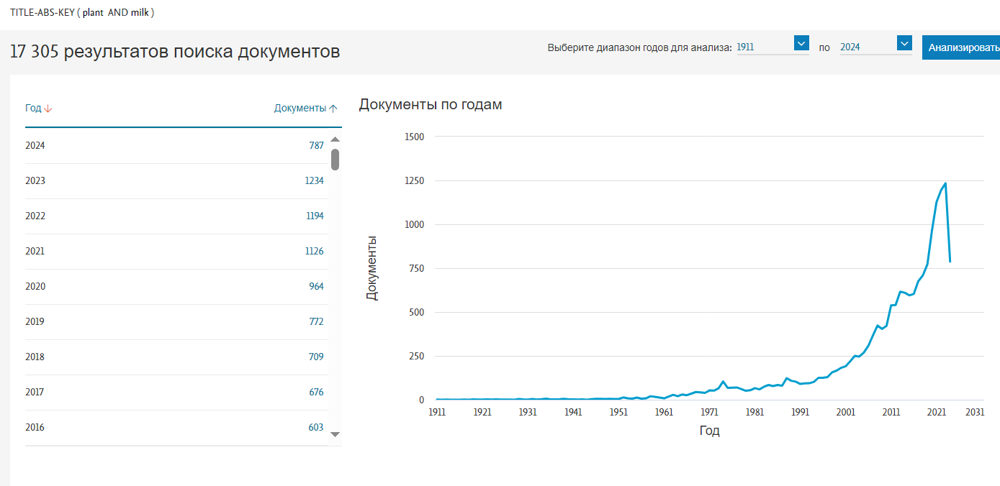 TITLE-ABS-KEY ( plant AND milk )
17 305 результатов поиска документов
Выберите диапазон годов для анализа: 1911 по 2024 Анализировать
Год Документы
2024 787
2023 1234
2022 1194
2021 1126
2020 964
2019 772
2018 709
2017 676
2016 603
Документы по годам
1500
1250
1000
750
500
250
0
Документы
1911 1921 1931 1941 1951 1961 1971 1981 1991 2001 2011 2021 2031
Год